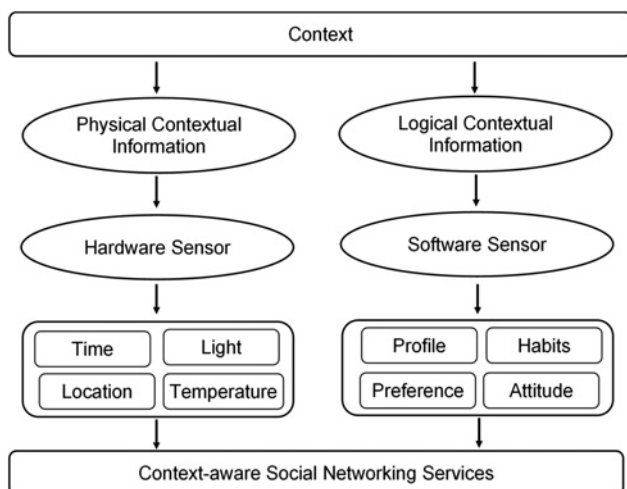 Context
Physical Contextual
Information
Logical Contextual
Information
Hardware Sensor
Software Sensor
Time
Light
Location
Temperature
Profile
Habits
Preference
Attitude
Context-aware Social Networking Services